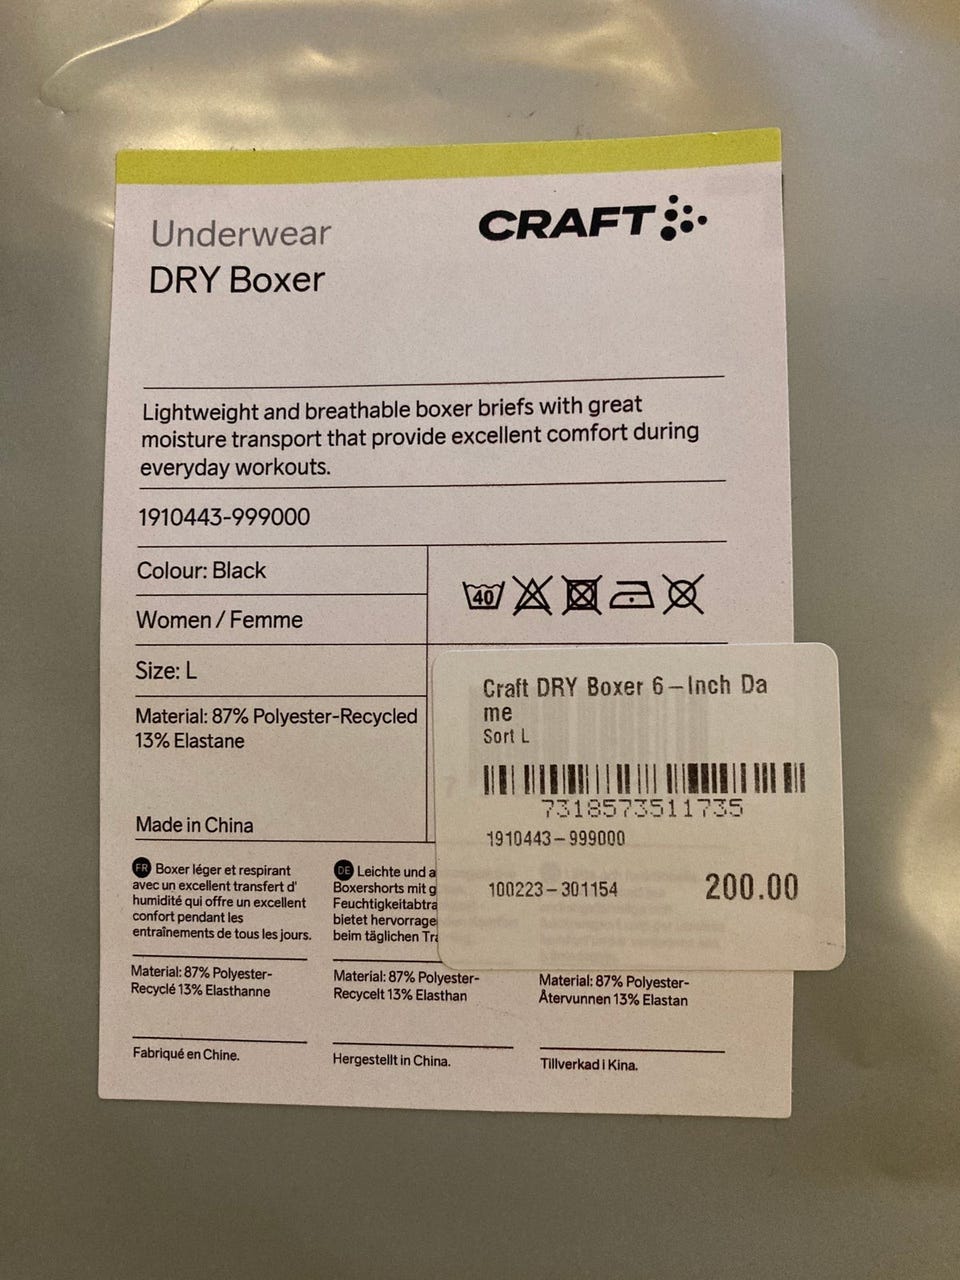 Underwear
DRY Boxer
CRAFT
Lightweight and breathable boxer briefs with great
moisture transport that provide excellent comfort during
everyday workouts.
1910443-999000
Colour: Black
Women / Femme
Size: L
Material: 87% Polyester-Recycled
13% Elastane
Made in China
40
Craft DRY Boxer 6-Inch Da
me
Sort L
7318573511735
1910443-999000
100223-301154
200.00
FR Boxer léger et respirant
avec un excellent transfert d'
humidité qui offre un excellent
confort pendant les
entraînements de tous les jours.
Material: 87% Polyester-
Recyclé 13% Elasthanne
Fabriqué en Chine.
DE Leichte und a
Boxershorts mit g
Feuchtigkeitabtra
bietet hervorrage
beim täglichen Tra
Material: 87% Polyester-
Recycelt 13% Elasthan
Hergestellt in China.
Material: 87% Polyester-
Återvunnen 13% Elastan
Tillverkad i Kina.